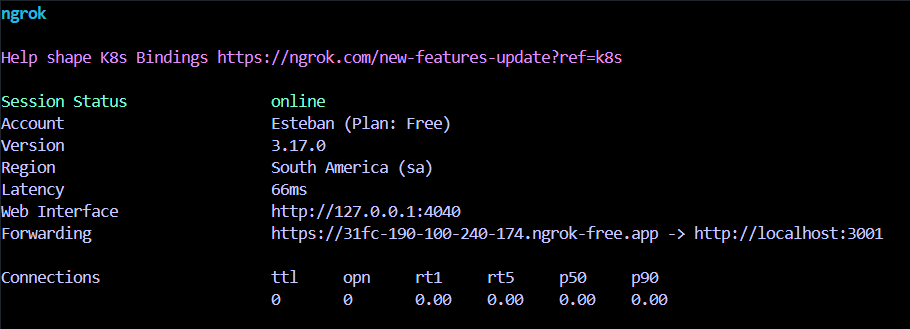 ngrok
Help shape K8s Bindings https://ngrok.com/new-features-update?ref=k8s
Session Status online
Account Esteban (Plan: Free)
Version 3.17.0
Region South America (sa)
Latency 66ms
Web Interface http://127.0.0.1:4040
Forwarding https://31fc-190-100-240-174.ngrok-free.app -> http://localhost:3001
Connections ttl opn rt1 rt5 p50 p90
0 0 0.00 0.00 0.00 0.00